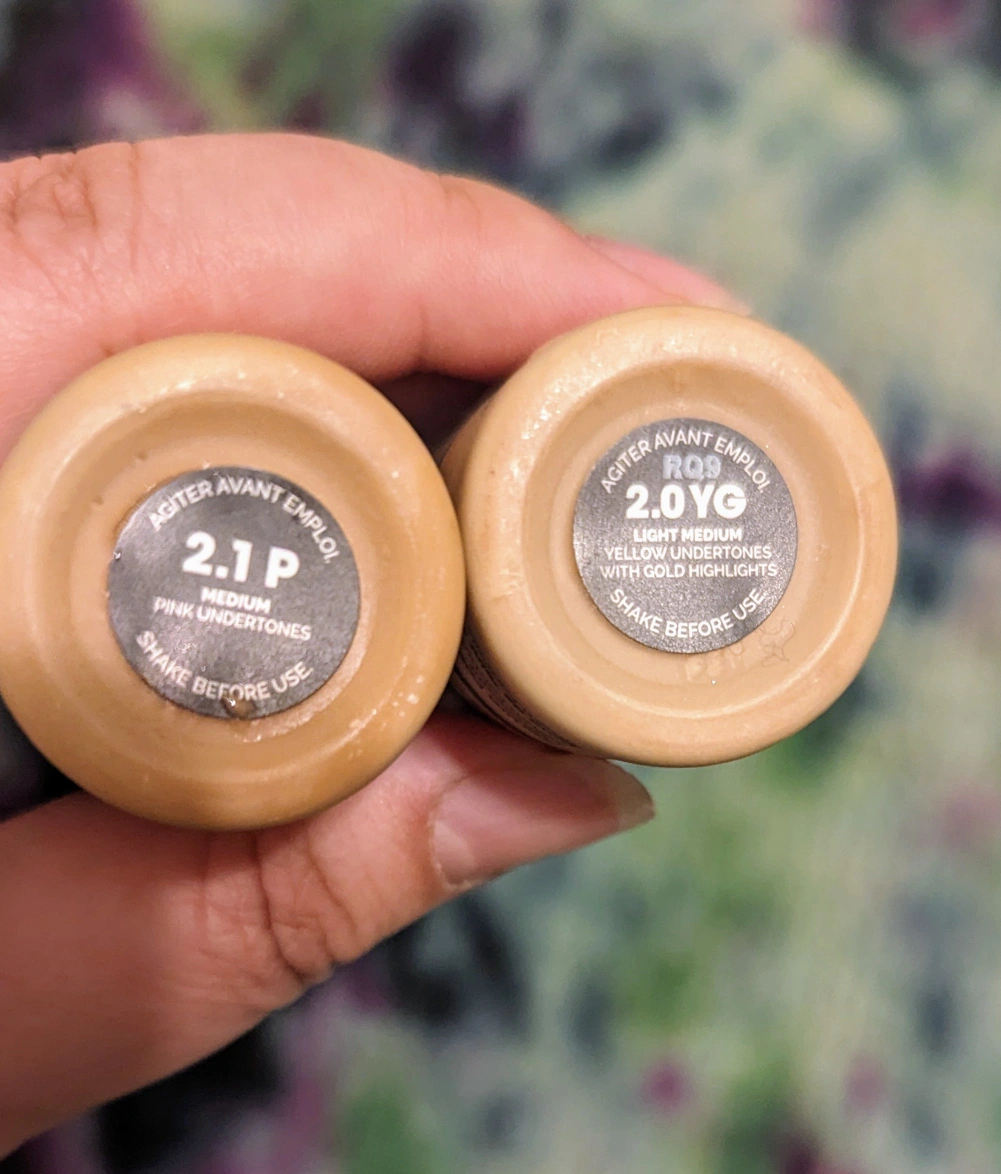 AGITER AVANT EMPLOI.
2.1 P
MEDIUM
PINK UNDERTONES
SHAKE BEFORE USE.
AGITER AVANT EMPLOI.
RQ9
2.0 YG
LIGHT MEDIUM
YELLOW UNDERTONES
WITH GOLD HIGHLIGHTS
SHAKE BEFORE USE.